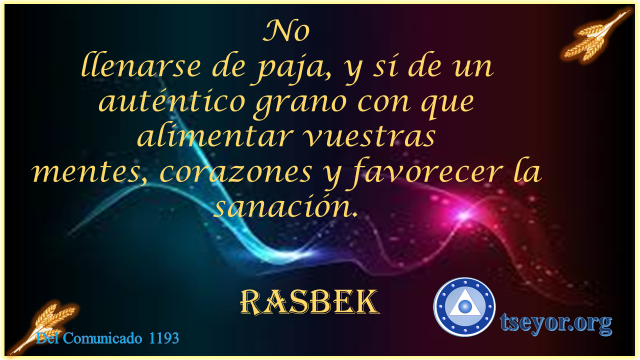 No
llenarse de paja, y sí de un
auténtico grano con que
alimentar vuestras
mentes, corazones y favorecer la
sanación.
RASBEK
tseyor.org
Del Comunicado 1193